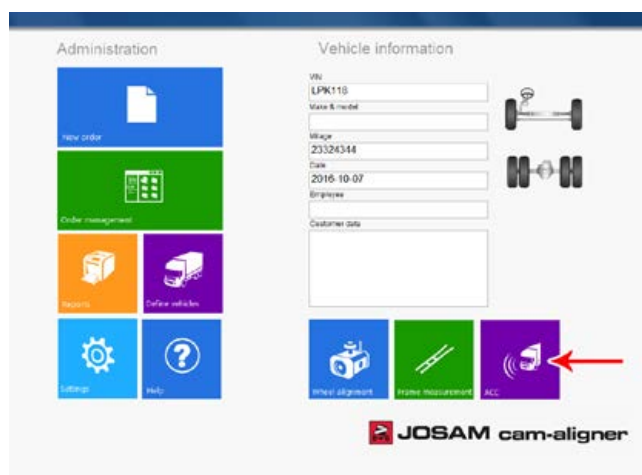 Administration
New order
Order management
Reports
Define vehicles
Settings
Help
Vehicle information
VIN
LPK118
Make & model
Milage
23324344
Date
2016-10-07
Employee
Customer data
Wheel alignment
Frame measurement
ACC
JOSAM cam-aligner